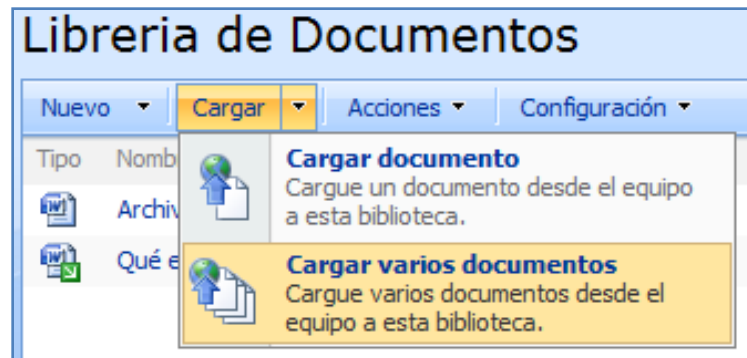 Libreria de Documentos
Nuevo Cargar Acciones Configuración
Tipo
Cargar documento
Cargue un documento desde el equipo
a esta biblioteca.
Qué
Cargar varios documentos
Cargue varios documentos desde el
equipo a esta biblioteca.